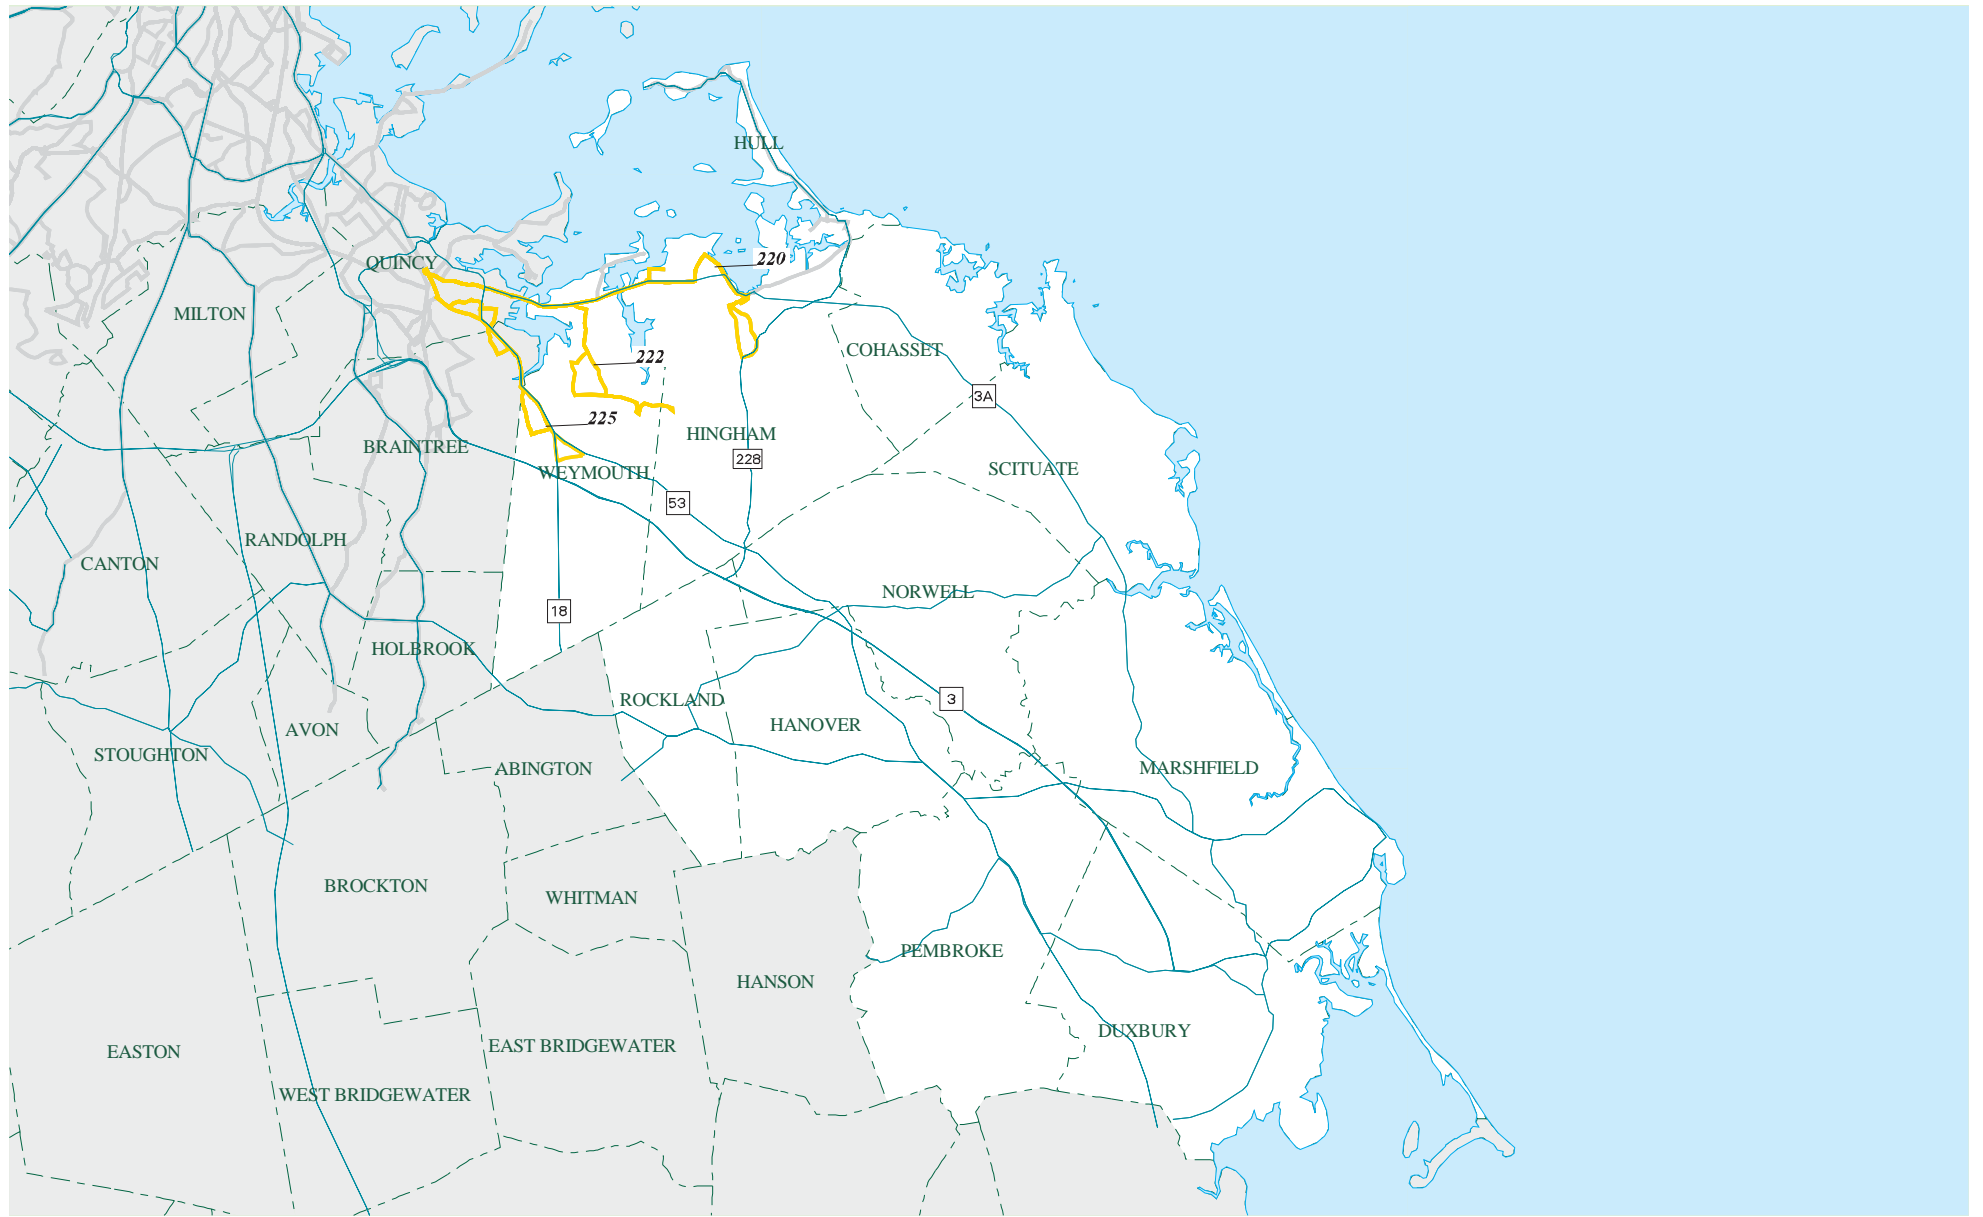 HULL
220
QUINCY
MILTON
COHASSET
222
3A
225
HINGHAM
BRAINTREE
228
SCITUATE
WEYMOUTH
53
RANDOLPH
CANTON
NORWELL
18
HOLBROOK
ROCKLAND
3
HANOVER
AVON
STOUGHTON
ABINGTON
MARSHFIELD
BROCKTON
WHITMAN
PEMBROKE
HANSON
DUXBURY
EASTON
EAST BRIDGEWATER
WEST BRIDGEWATER